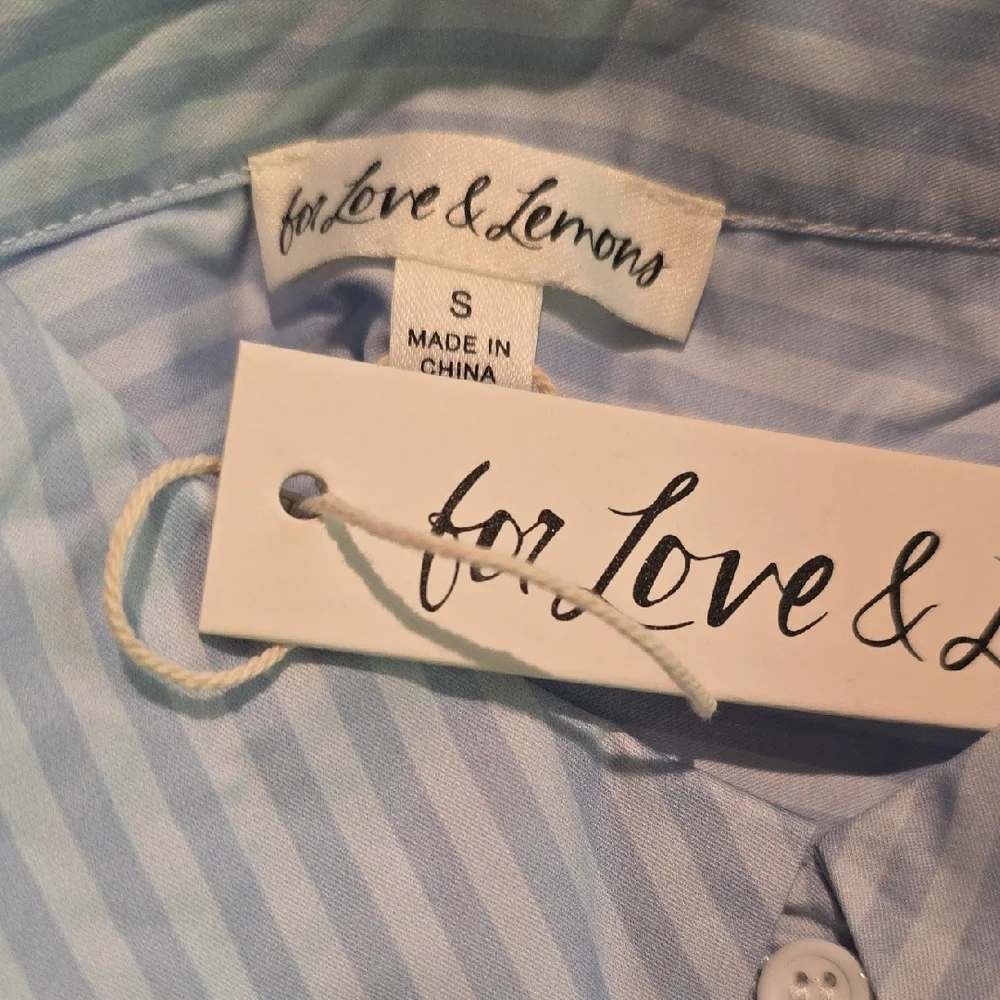 for Love & Lemons
S
MADE IN
CHINA
for Love & L